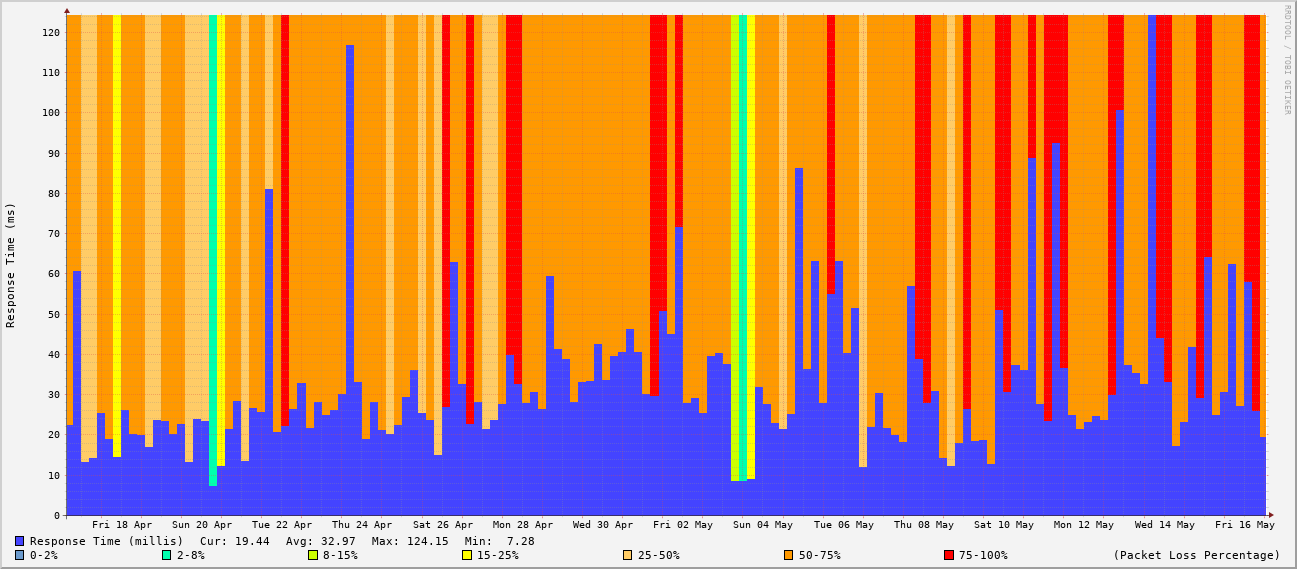 RRDTOOL / TOBI OETIKER
Response Time (ms)
120
110
100
90
80
70
60
50
40
30
20
10
0
Fri 18 Apr Sun 20 Apr Tue 22 Apr Thu 24 Apr Sat 26 Apr Mon 28 Apr Wed 30 Apr Fri 02 May Sun 04 May Tue 06 May Thu 08 May Sat 10 May Mon 12 May Wed 14 May Fri 16 May
Response Time (millis) Cur: 19.44 Avg: 32.97 Max: 124.15 Min: 7.28
0-2% 2-8% 8-15% 15-25% 25-50% 50-75% 75-100% (Packet Loss Percentage)